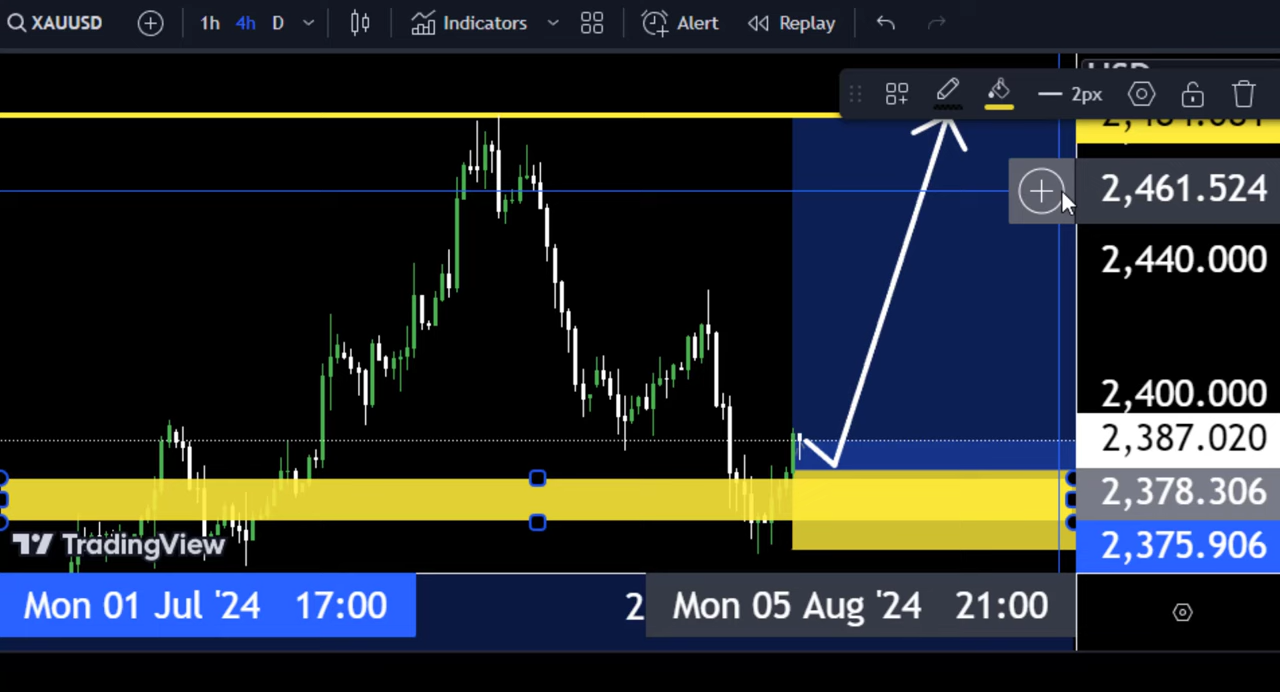 XAUUSD 1h 4h D Indicators Alert Replay
2px
2,461.524
2,440.000
2,400.000
2,387.020
2,378.306
2,375.906
TradingView
Mon 01 Jul '24 17:00 2 Mon 05 Aug '24 21:00